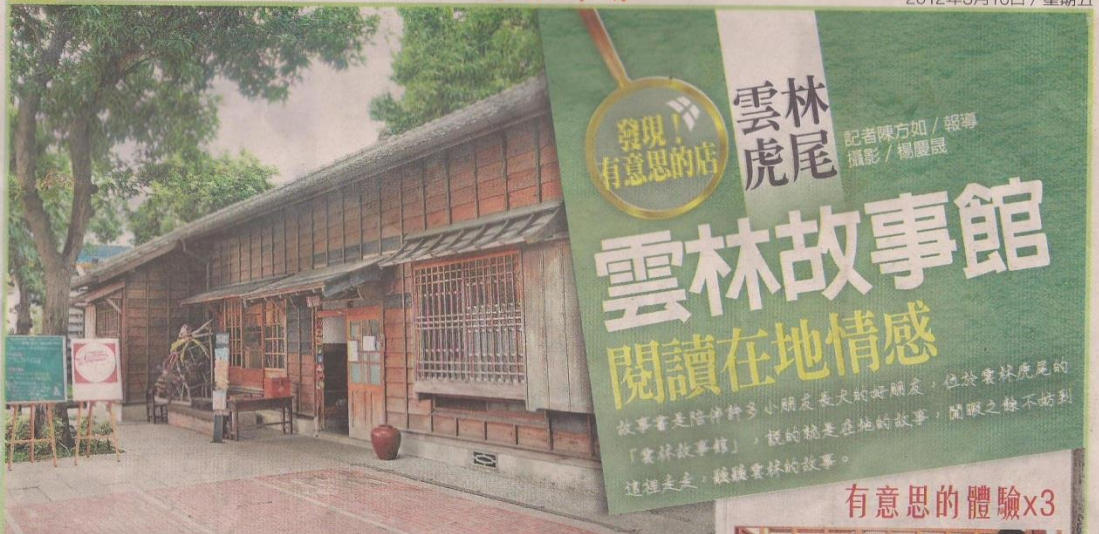 發現！
有意思的店
雲林
虎尾
記者陳方如/報導
攝影/楊慶晟
雲林故事館
閱讀在地情感
故事書是陪伴許多小朋友長大的好朋友，位於雲林虎尾的
「雲林故事館」，說的就是在地的故事，閒暇之餘不妨到
這裡走走，聽聽雲林的故事。
有意思的體驗x3